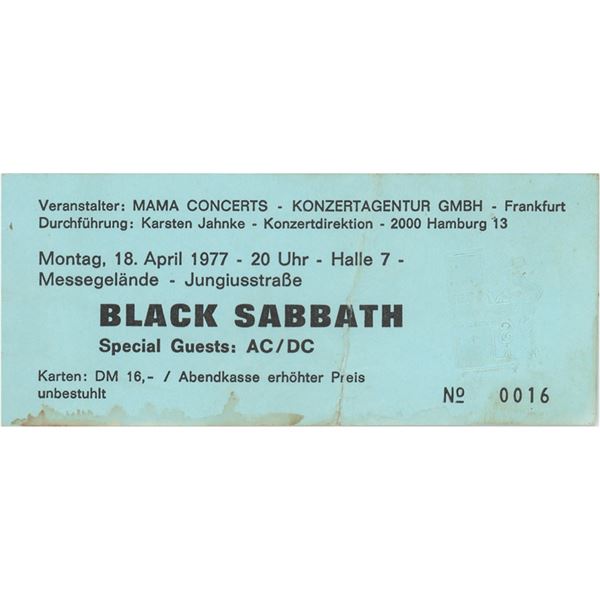 Veranstalter: MAMA CONCERTS - KONZERTAGENTUR GMBH - Frankfurt
Durchführung: Karsten Jahnke - Konzertdirektion - 2000 Hamburg 13
Montag, 18. April 1977 - 20 Uhr - Halle 7 -
Messegelände - Jungiusstraße
BLACK SABBATH
Special Guests: AC/DC
Karten: DM 16,- / Abendkasse erhöhter Preis
unbestuhlt
№ 0016